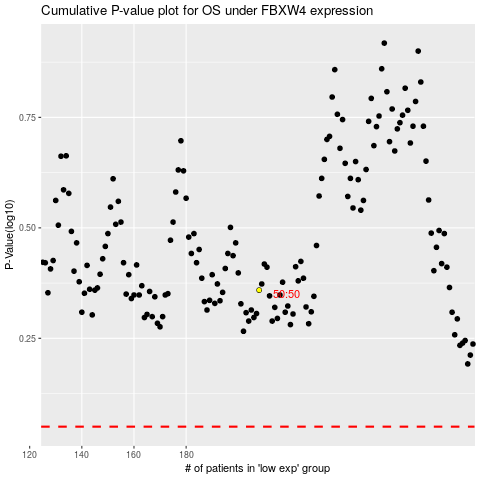 Cumulative P-value plot for OS under FBXW4 expression
P-Value(log10)
0.75
0.50
0.25
50:50
120 140 160 180
# of patients in 'low exp' group